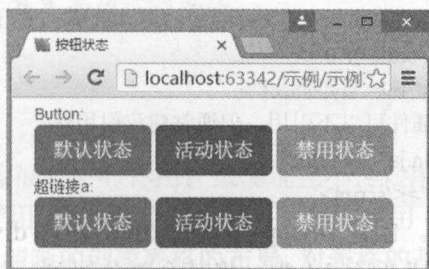 按钮状态
localhost:63342/示例/示例
Button:
默认状态 活动状态 禁用状态
超链接a:
默认状态 活动状态 禁用状态